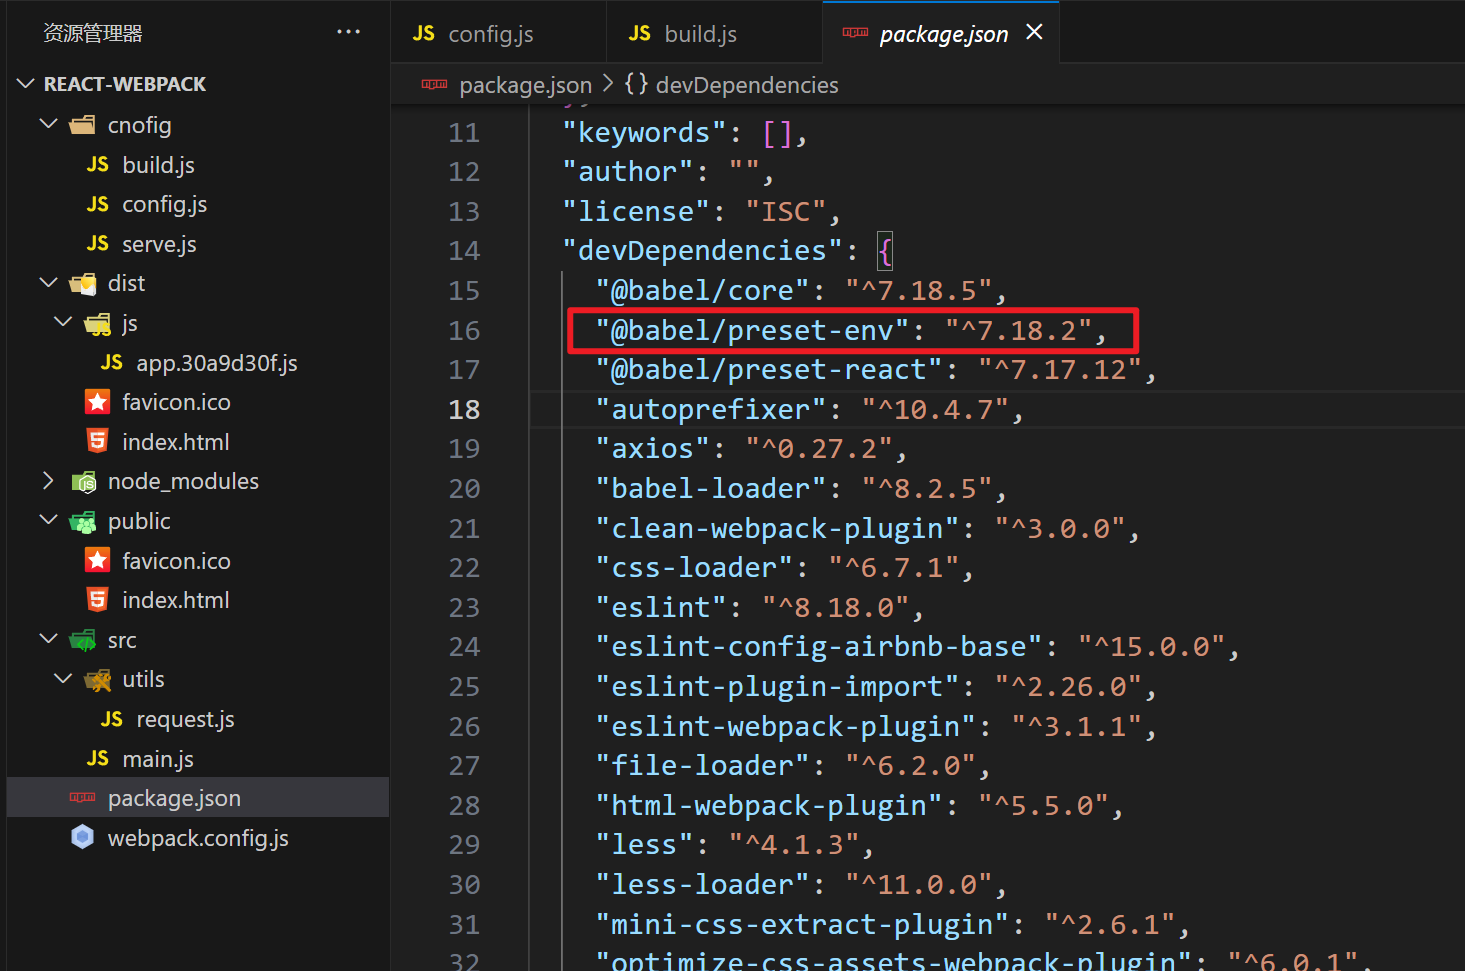 资源管理器
···
REACT-WEBPACK
cnofig
JS build.js
JS config.js
JS serve.js
dist
js
JS app.30a9d30f.js
favicon.ico
index.html
node_modules
public
favicon.ico
index.html
src
utils
JS request.js
JS main.js
package.json
webpack.config.js
JS config.js
JS build.js
package.json
package.json > {} devDependencies
11 "keywords": [],
12 "author": "",
13 "license": "ISC",
14 "devDependencies": {
15 "@babel/core": "^7.18.5",
16 "@babel/preset-env": "^7.18.2",
17 "@babel/preset-react": "^7.17.12",
18 "autoprefixer": "^10.4.7",
19 "axios": "^0.27.2",
20 "babel-loader": "^8.2.5",
21 "clean-webpack-plugin": "^3.0.0",
22 "css-loader": "^6.7.1",
23 "eslint": "^8.18.0",
24 "eslint-config-airbnb-base": "^15.0.0",
25 "eslint-plugin-import": "^2.26.0",
26 "eslint-webpack-plugin": "^3.1.1",
27 "file-loader": "^6.2.0",
28 "html-webpack-plugin": "^5.5.0",
29 "less": "^4.1.3",
30 "less-loader": "^11.0.0",
31 "mini-css-extract-plugin": "^2.6.1",
32 "optimize-css-assets-webpack-plugin": "^6.0.1",